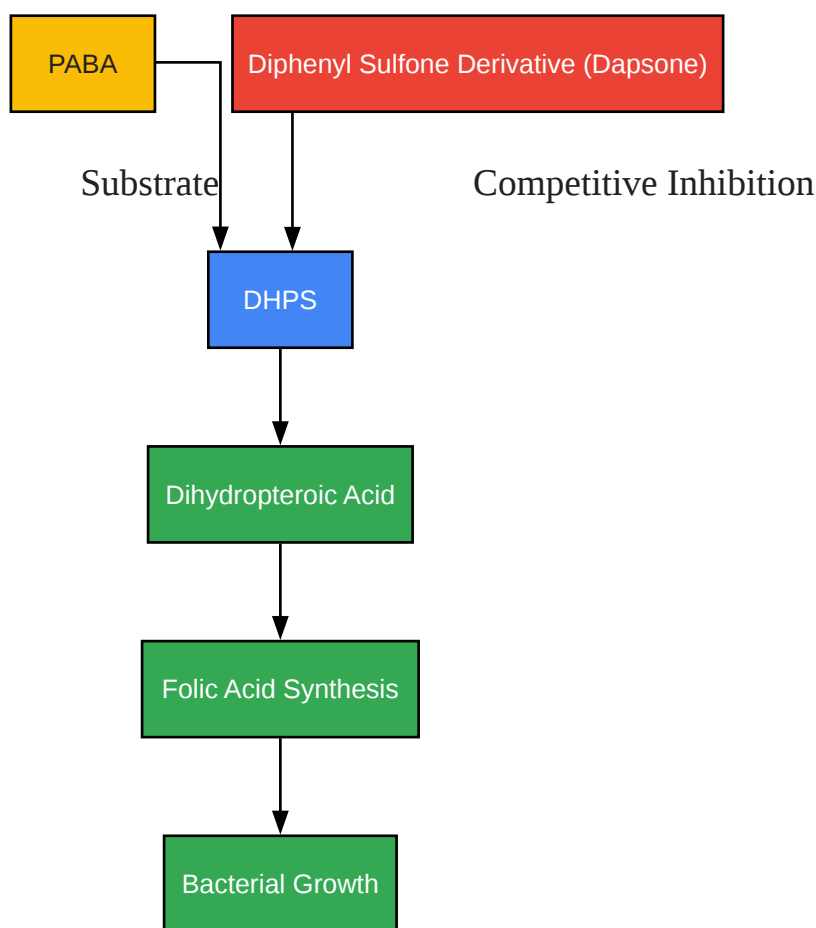 PABA
Diphenyl Sulfone Derivative (Dapsone)
Substrate
Competitive Inhibition
DHPS
Dihydropteroic Acid
Folic Acid Synthesis
Bacterial Growth